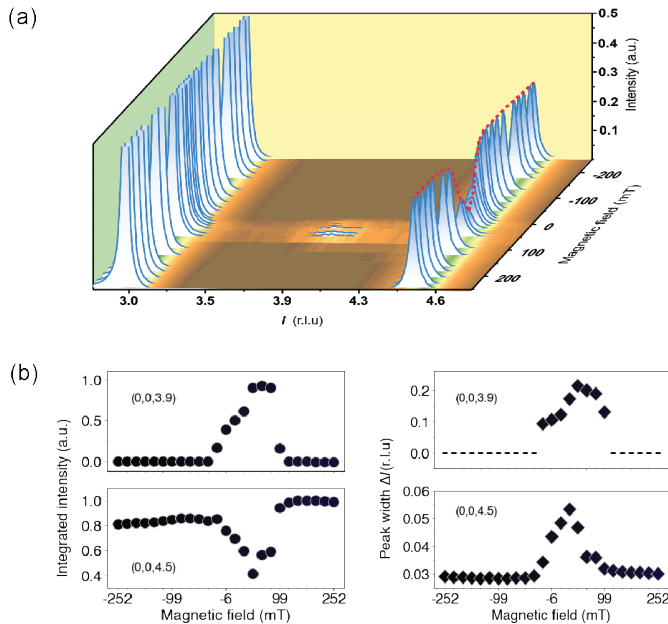 (a)
0.5
0.4
0.3
0.2
0.1
Intensity (a.u.)
-200
-100
0
100
200
Magnetic field (mT)
3.0 3.5 3.9 4.3 4.6
l (r.l.u)
(b)
1.0
0.5
0.0
(0,0,3.9)
1.0
0.8
0.6
0.4
(0,0,4.5)
Integrated intensity (a.u.)
-252 -99 -6 99 252
Magnetic field (mT)
0.2
0.1
0.0
(0,0,3.9)
0.06
0.05
0.04
0.03
(0,0,4.5)
Peak width Δl(r.l.u)
-252 -99 -6 99 252
Magnetic field (mT)